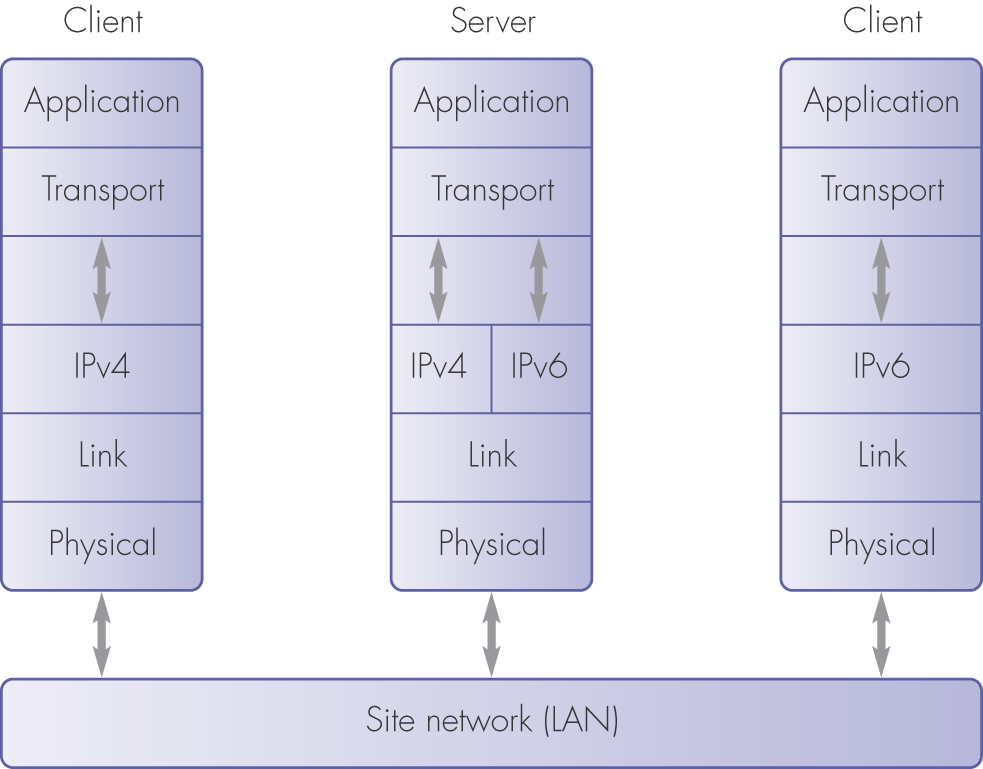 Client Server Client
Application Application Application
Transport Transport Transport
IPv4 IPv4 IPv6 IPv6
Link Link Link
Physical Physical Physical
Site network (LAN)